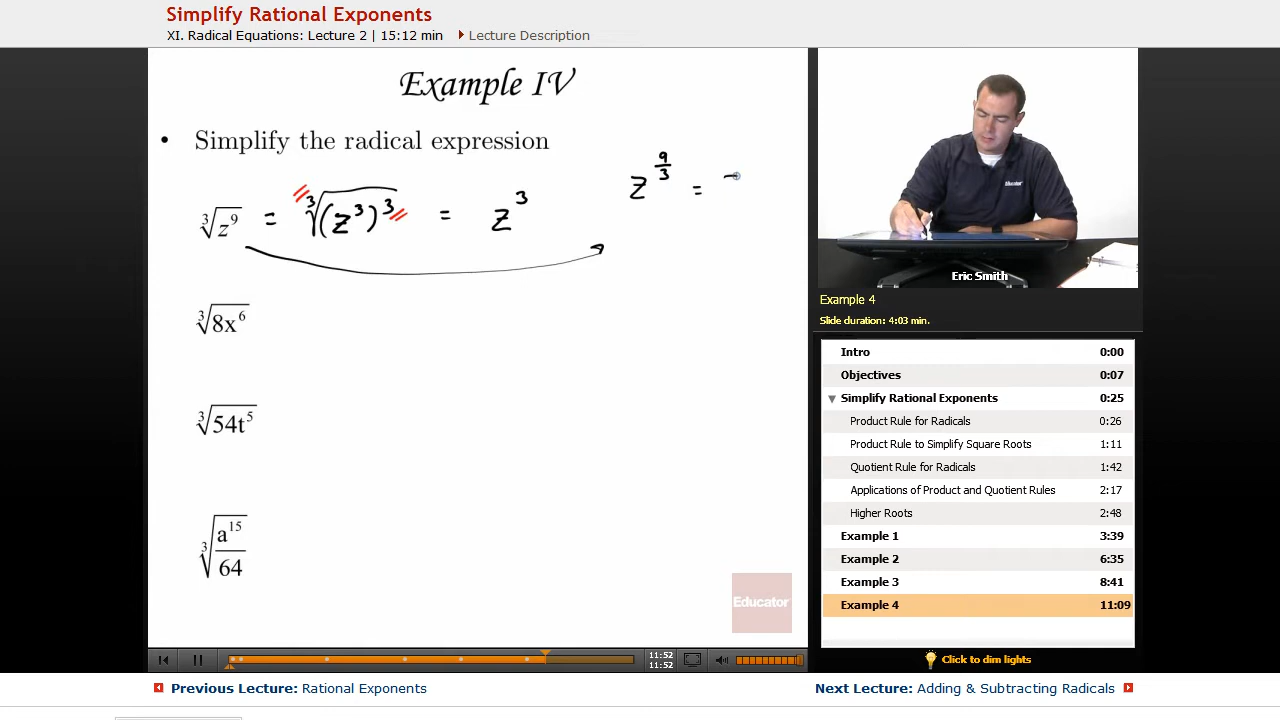 Simplify Rational Exponents
XI. Radical Equations: Lecture 2 | 15:12 min Lecture Description
Example IV
• Simplify the radical expression
∛z⁹ = ∛(z³)³ = z³ z^(9/3) =
∛8x⁶
∛54t⁵
∛(a¹⁵/64)
Educator
Educator
Eric Smith
Example 4
Slide duration: 4:03 min.
Intro 0:00
Objectives 0:07
▼ Simplify Rational Exponents 0:25
Product Rule for Radicals 0:26
Product Rule to Simplify Square Roots 1:11
Quotient Rule for Radicals 1:42
Applications of Product and Quotient Rules 2:17
Higher Roots 2:48
Example 1 3:39
Example 2 6:35
Example 3 8:41
Example 4 11:09
11:52
11:52
Click to dim lights
Previous Lecture: Rational Exponents
Next Lecture: Adding & Subtracting Radicals